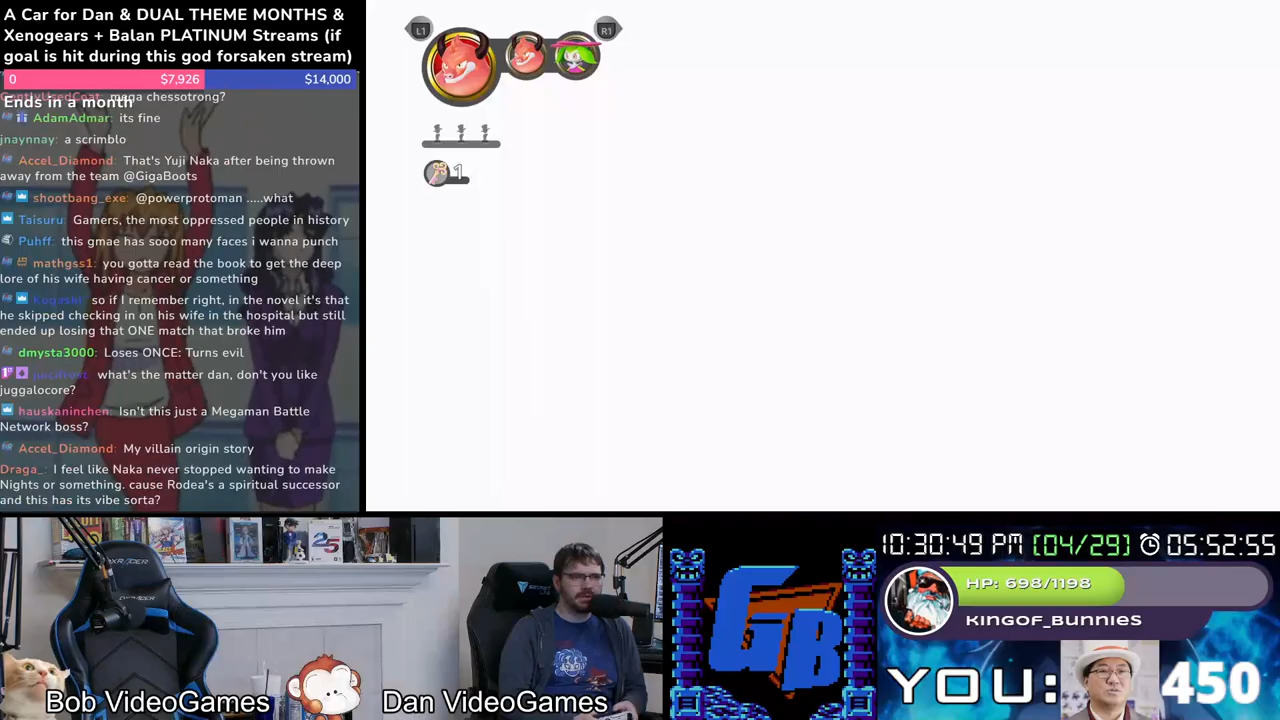 A Car for Dan & DUAL THEME MONTHS &
Xenogears + Balan PLATINUM Streams (if
goal is hit during this god forsaken stream)
0 $7,926 $14,000
Ends in a month
mega chessotrong?
AdamAdmar: its fine
jnaynnay: a scrimblo
Accel_Diamond: That's Yuji Naka after being thrown
away from the team @GigaBoots
shootbang_exe: @powerprotoman .....what
Taisuru: Gamers, the most oppressed people in history
Puhff: this gmae has sooo many faces i wanna punch
mathgss1: you gotta read the book to get the deep
lore of his wife having cancer or something
Kogaski: so if I remember right, in the novel it's that
he skipped checking in on his wife in the hospital but still
ended up losing that ONE match that broke him
dmysta3000: Loses ONCE: Turns evil
what's the matter dan, don't you like
juggalocore?
hauskaninchen: Isn't this just a Megaman Battle
Network boss?
Accel_Diamond: My villain origin story
Draga_: I feel like Naka never stopped wanting to make
Nights or something. cause Rodea's a spiritual successor
and this has its vibe sorta?
L1 R1
1
Bob VideoGames
Dan VideoGames
GB
10:30:49 PM [04/29] 05:52:55
HP: 698/1198
KINGOF_BUNNIES
YOU: 450